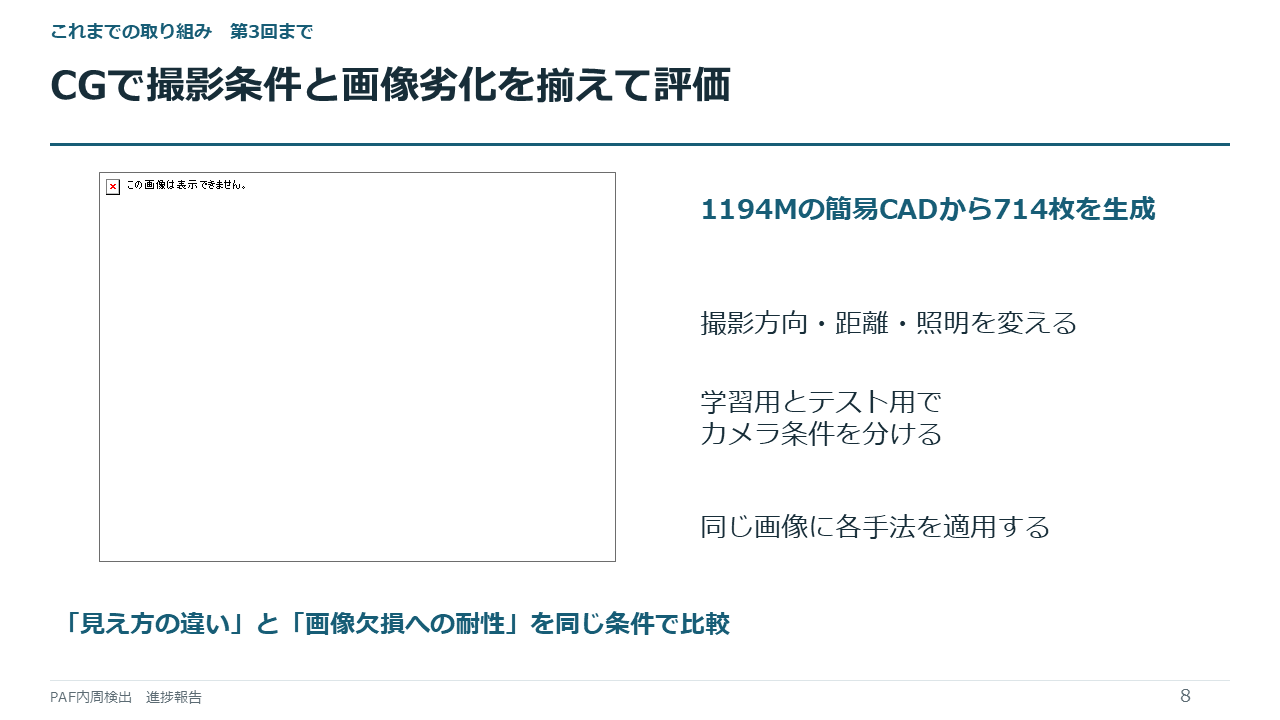 これまでの取り組み　第3回まで
CGで撮影条件と画像劣化を揃えて評価
この画像は表示できません。
1194Mの簡易CADから714枚を生成
撮影方向・距離・照明を変える
学習用とテスト用で
カメラ条件を分ける
同じ画像に各手法を適用する
「見え方の違い」と「画像欠損への耐性」を同じ条件で比較
PAF内周検出　進捗報告
8